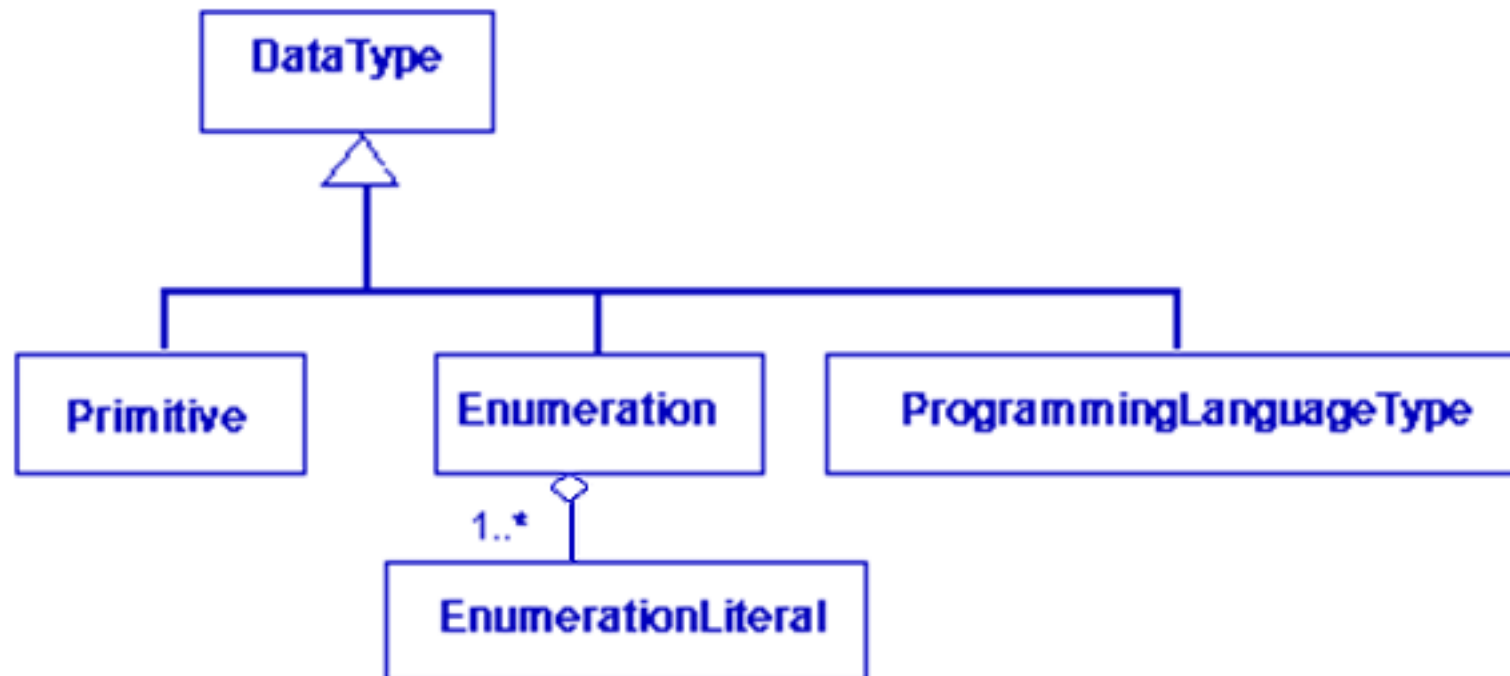 DataType
Primitive
Enumeration
ProgrammingLanguageType
1..*
EnumerationLiteral